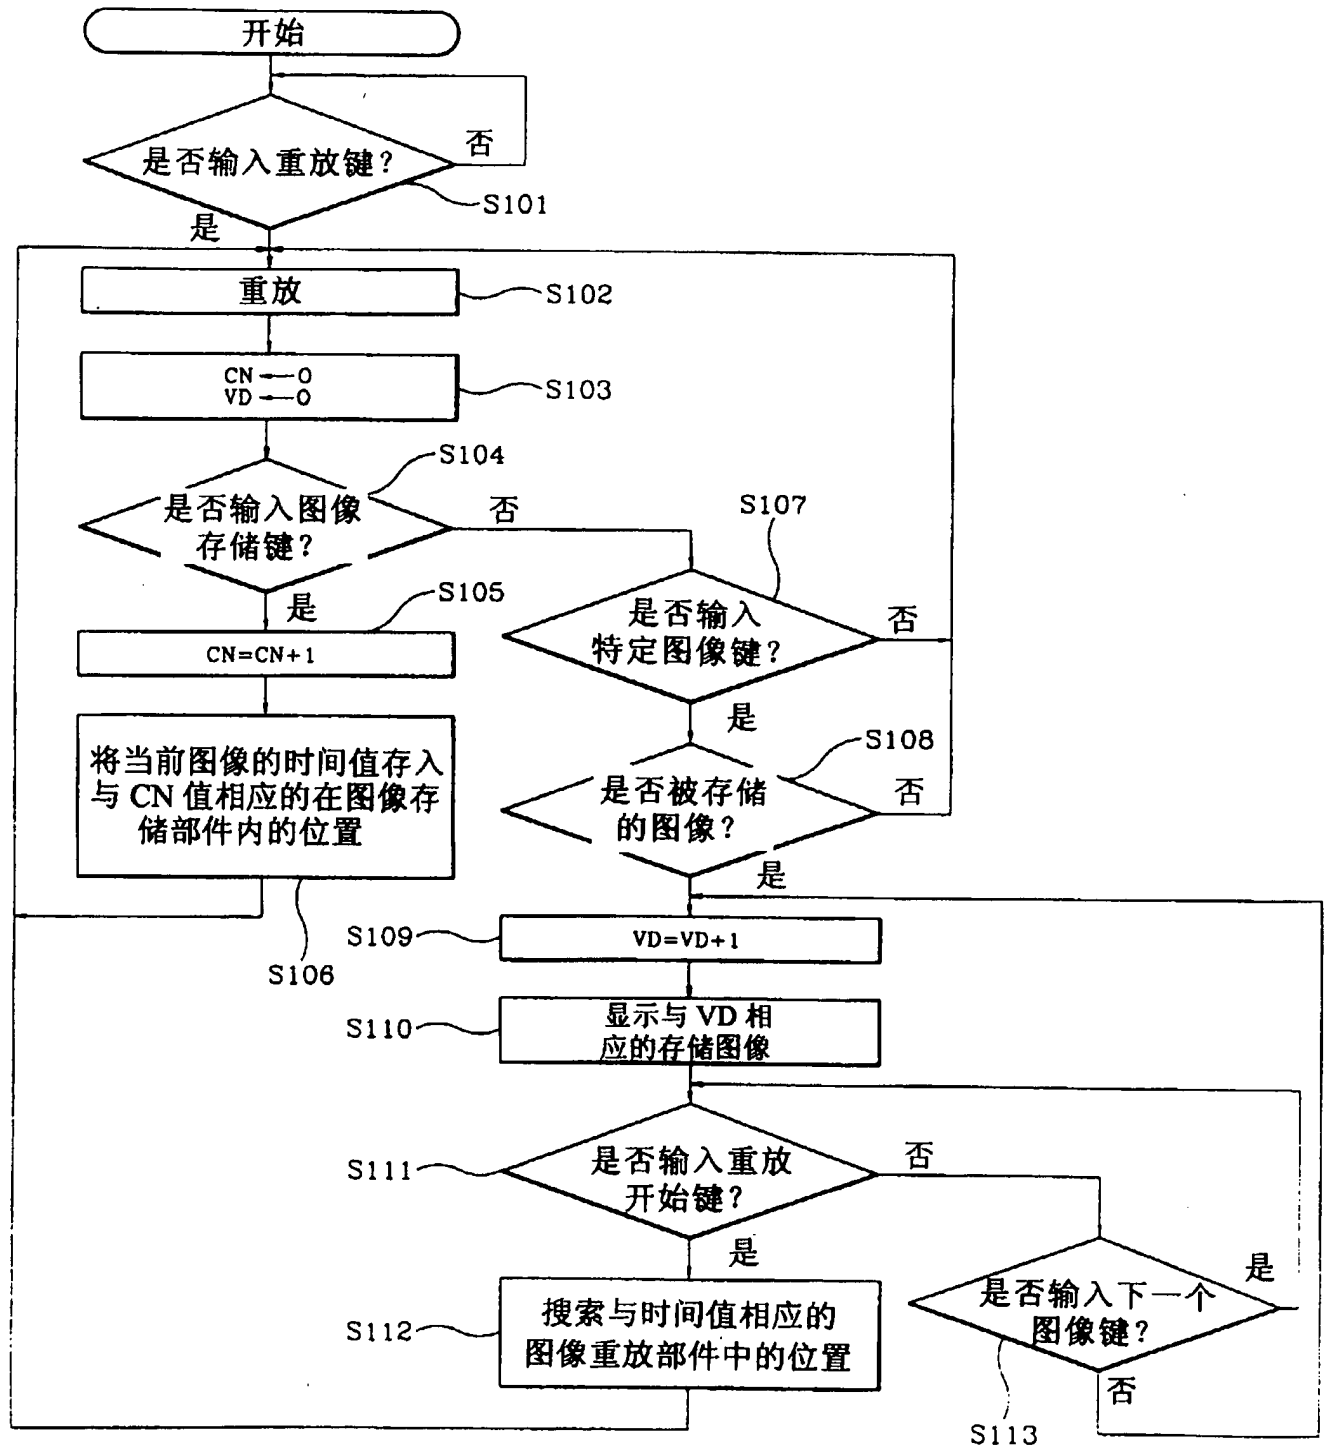 开始
是否输入重放键?
否
S101
是
重放
S102
CN←0
VD←0
S103
S104
是否输入图像
存储键?
否
S107
是
S105
CN=CN+1
是否输入
特定图像键?
否
是
将当前图像的时间值存入
与CN值相应的在图像存
储部件内的位置
S106
S108
是否被存储
的图像?
否
是
S109
VD=VD+1
S110
显示与VD相
应的存储图像
S111
是否输入重放
开始键?
否
是
S112
搜索与时间值相应的
图像重放部件中的位置
是否输入下一个
图像键?
是
否
S113